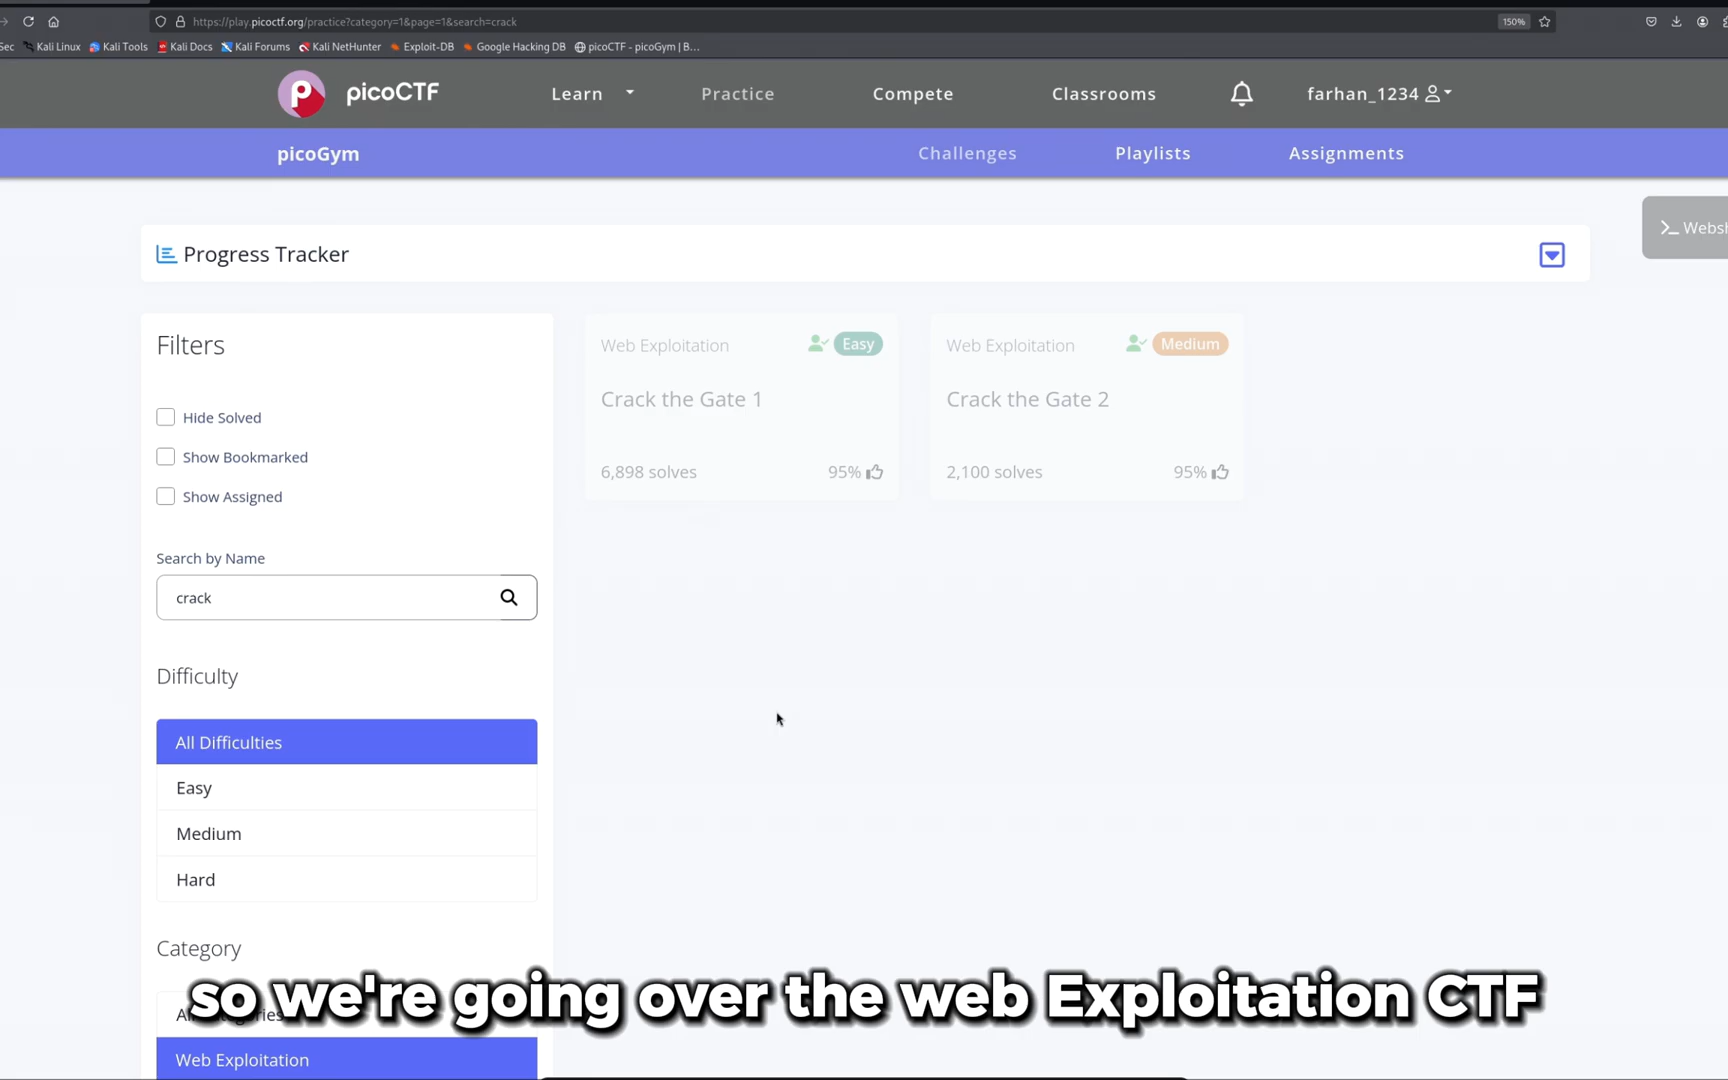 https://play.picoctf.org/practice?category=1&page=1&search=crack
150%
Sec Kali Linux Kali Tools Kali Docs Kali Forums Kali NetHunter Exploit-DB Google Hacking DB picoCTF - picoGym | B...
picoCTF Learn Practice Compete Classrooms farhan_1234
picoGym Challenges Playlists Assignments
>_ Websh
Progress Tracker
Filters
Hide Solved
Show Bookmarked
Show Assigned
Search by Name
crack
Difficulty
All Difficulties
Easy
Medium
Hard
Category
Web Exploitation
Web Exploitation Easy
Crack the Gate 1
6,898 solves 95%
Web Exploitation Medium
Crack the Gate 2
2,100 solves 95%
so we're going over the web Exploitation CTF